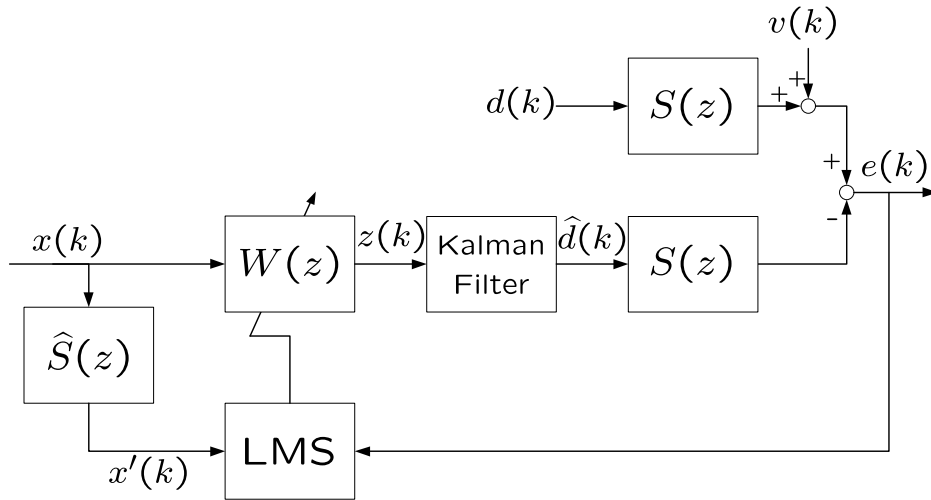 v(k)
+
d(k)
S(z)
+
+
e(k)
-
x(k)
W(z)
z(k)
Kalman
Filter
d̂(k)
S(z)
Ŝ(z)
LMS
x′(k)